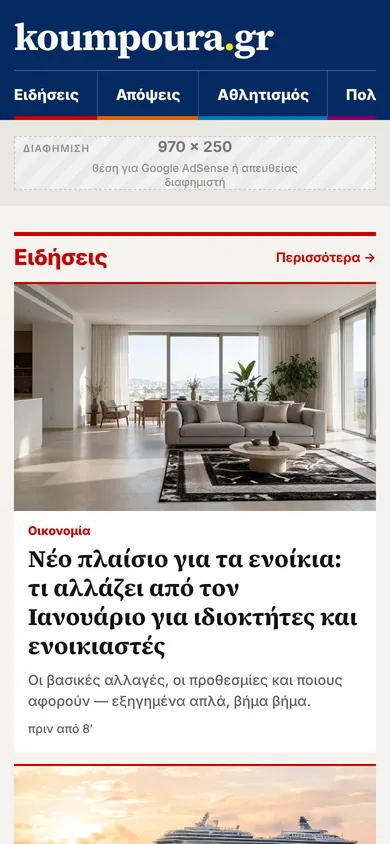 koumpoura.gr
Ειδήσεις
Απόψεις
Αθλητισμός
Πολ
ΔΙΑΦΗΜΙΣΗ
970 × 250
θέση για Google AdSense ή απευθείας
διαφημιστή
Ειδήσεις
Περισσότερα →
Οικονομία
Νέο πλαίσιο για τα ενοίκια:
τι αλλάζει από τον
Ιανουάριο για ιδιοκτήτες και
ενοικιαστές
Οι βασικές αλλαγές, οι προθεσμίες και ποιους
αφορούν — εξηγημένα απλά, βήμα βήμα.
πριν από 8′